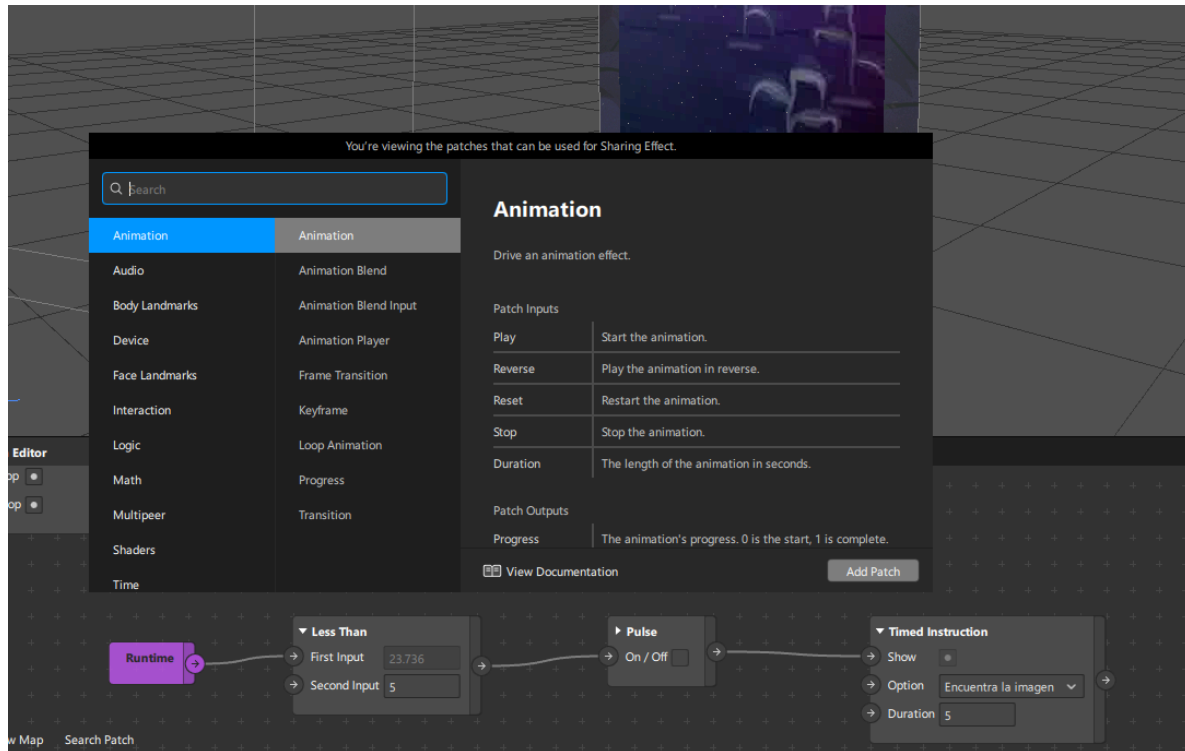 You're viewing the patches that can be used for Sharing Effect.
Search
Animation
Audio
Body Landmarks
Device
Face Landmarks
Interaction
Logic
Math
Multipeer
Shaders
Time
Animation
Animation Blend
Animation Blend Input
Animation Player
Frame Transition
Keyframe
Loop Animation
Progress
Transition
Animation
Drive an animation effect.
Patch Inputs
Play Start the animation.
Reverse Play the animation in reverse.
Reset Restart the animation.
Stop Stop the animation.
Duration The length of the animation in seconds.
Patch Outputs
Progress The animation's progress. 0 is the start, 1 is complete.
View Documentation
Add Patch
Editor
op
op
Runtime
Less Than
First Input 23.736
Second Input 5
Pulse
On / Off
Timed Instruction
Show
Option Encuentra la imagen
Duration 5
w Map
Search Patch